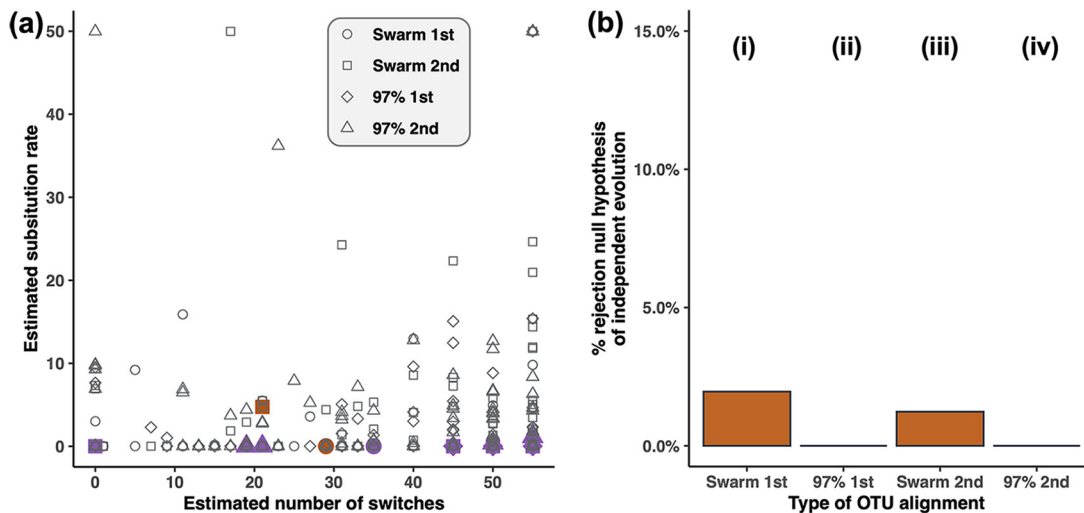 (a)
50
40
30
20
10
0
Estimated subsitution rate
Swarm 1st
Swarm 2nd
97% 1st
97% 2nd
0 10 20 30 40 50
Estimated number of switches
(b)
15.0%
10.0%
5.0%
0.0%
% rejection null hypothesis
of independent evolution
(i) (ii) (iii) (iv)
Swarm 1st 97% 1st Swarm 2nd 97% 2nd
Type of OTU alignment